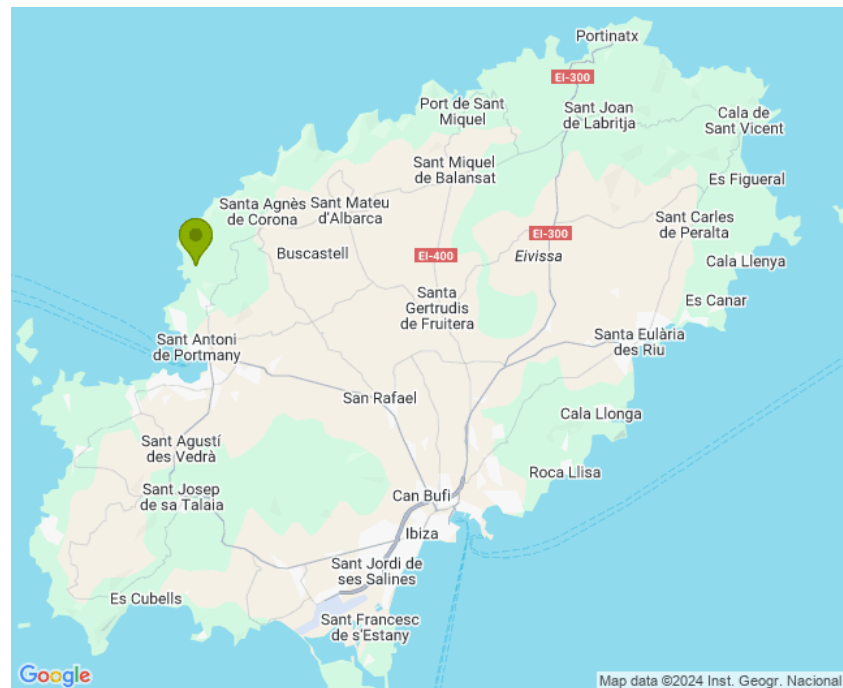 Portinatx
EI-300
Port de Sant
Miquel
Sant Joan
de Labritja
Cala de
Sant Vicent
Sant Miquel
de Balansat
Es Figueral
Santa Agnès
de Corona
Sant Mateu
d'Albarca
Sant Carles
de Peralta
EI-300
Buscastell
EI-400
Eivissa
Cala Llenya
Santa
Gertrudis
de Fruitera
Es Canar
Sant Antoni
de Portmany
Santa Eulària
des Riu
San Rafael
Cala Llonga
Sant Agustí
des Vedrà
Roca Llisa
Sant Josep
de sa Talaia
Can Bufi
Ibiza
Sant Jordi de
ses Salines
Es Cubells
Sant Francesc
de s'Estany
Google
Map data ©2024 Inst. Geogr. Nacional